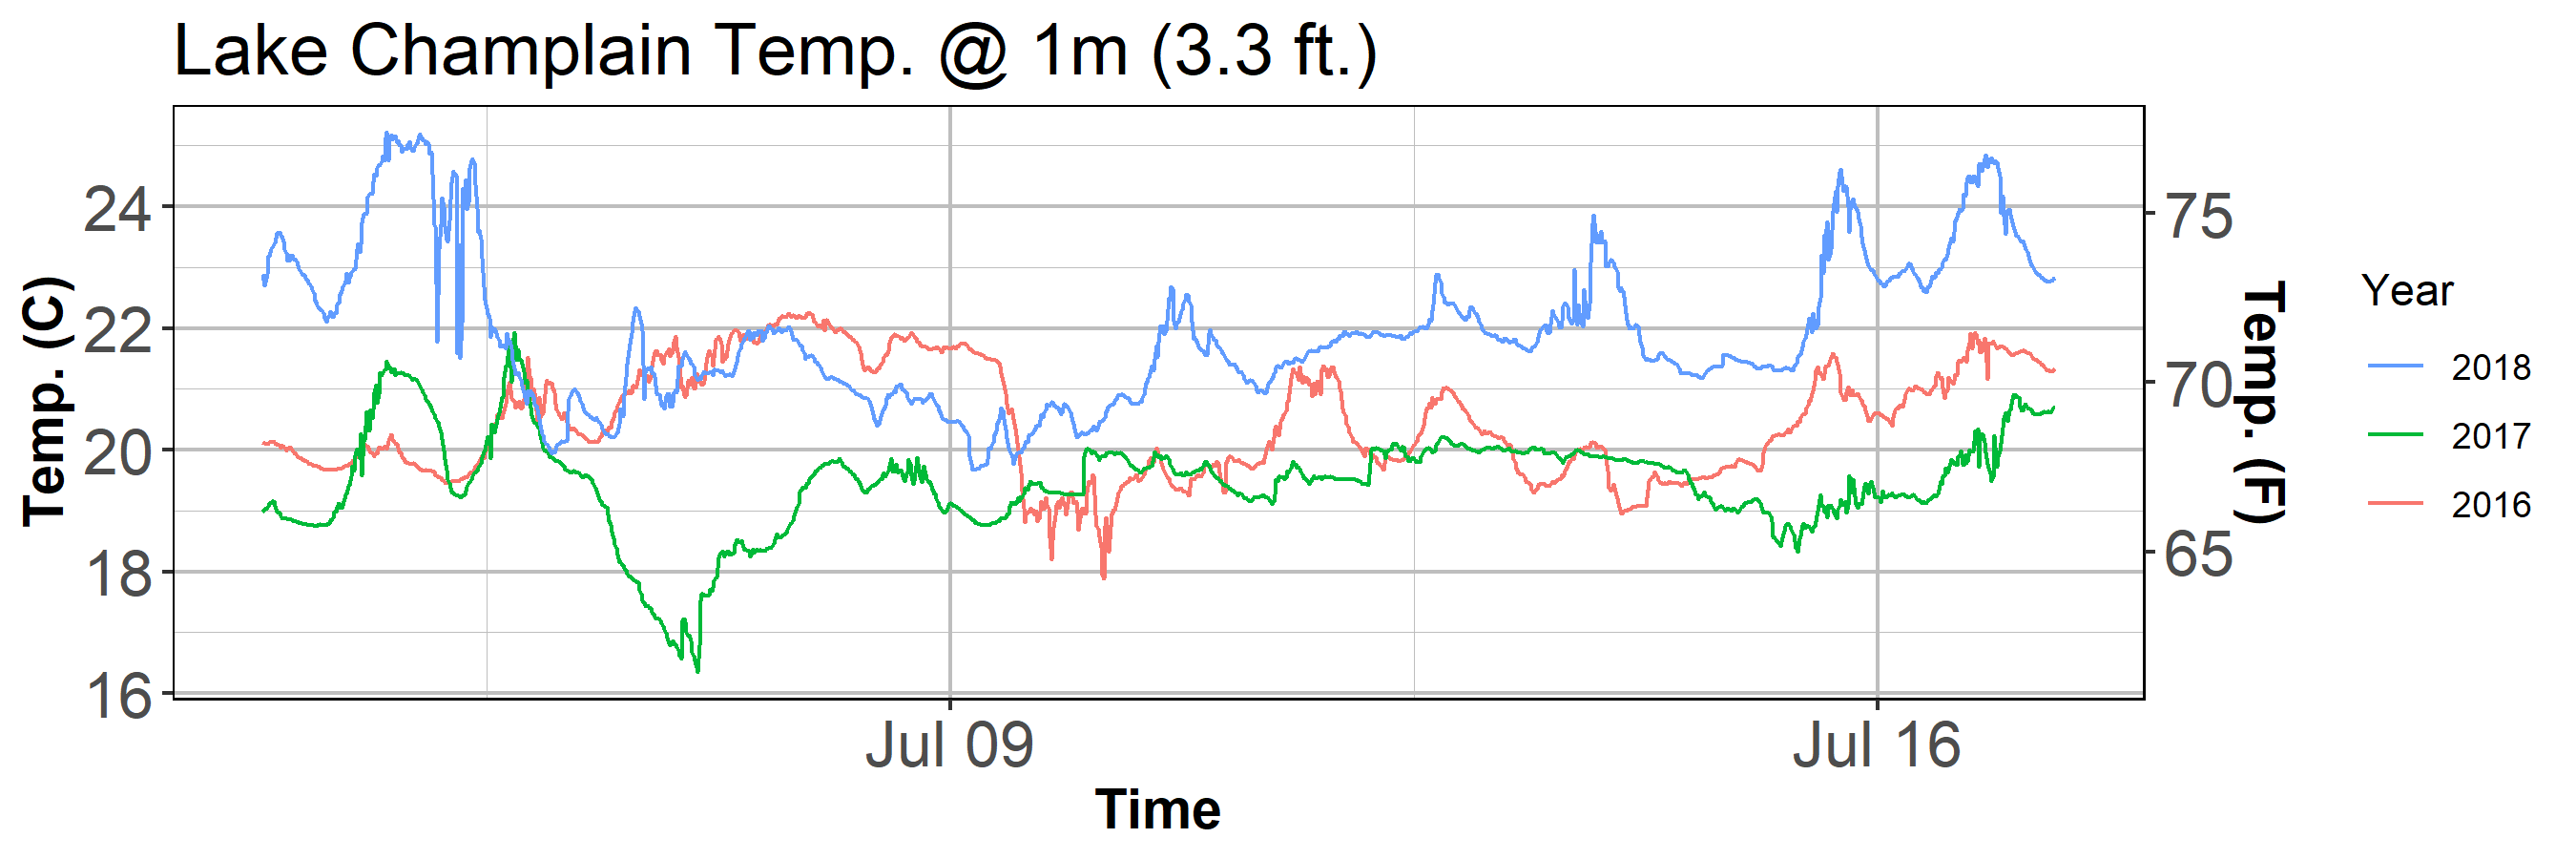 Lake Champlain Temp. @ 1m (3.3 ft.)
Temp. (C)
24
22
20
18
16
75
70
65
Temp. (F)
Jul 09
Jul 16
Time
Year
2018
2017
2016